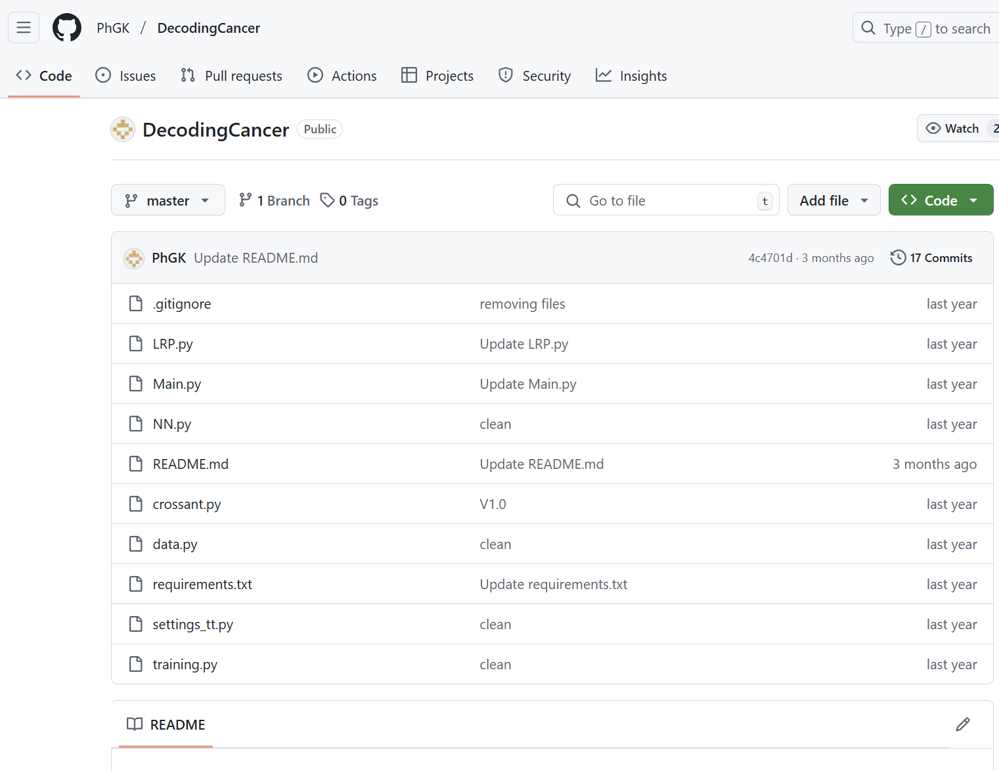 PhGK / DecodingCancer
Type / to search
Code Issues Pull requests Actions Projects Security Insights
DecodingCancer Public
Watch 2
master 1 Branch 0 Tags
Go to file t Add file Code
PhGK Update README.md 4c4701d · 3 months ago 17 Commits
.gitignore removing files last year
LRP.py Update LRP.py last year
Main.py Update Main.py last year
NN.py clean last year
README.md Update README.md 3 months ago
crossant.py V1.0 last year
data.py clean last year
requirements.txt Update requirements.txt last year
settings_tt.py clean last year
training.py clean last year
README